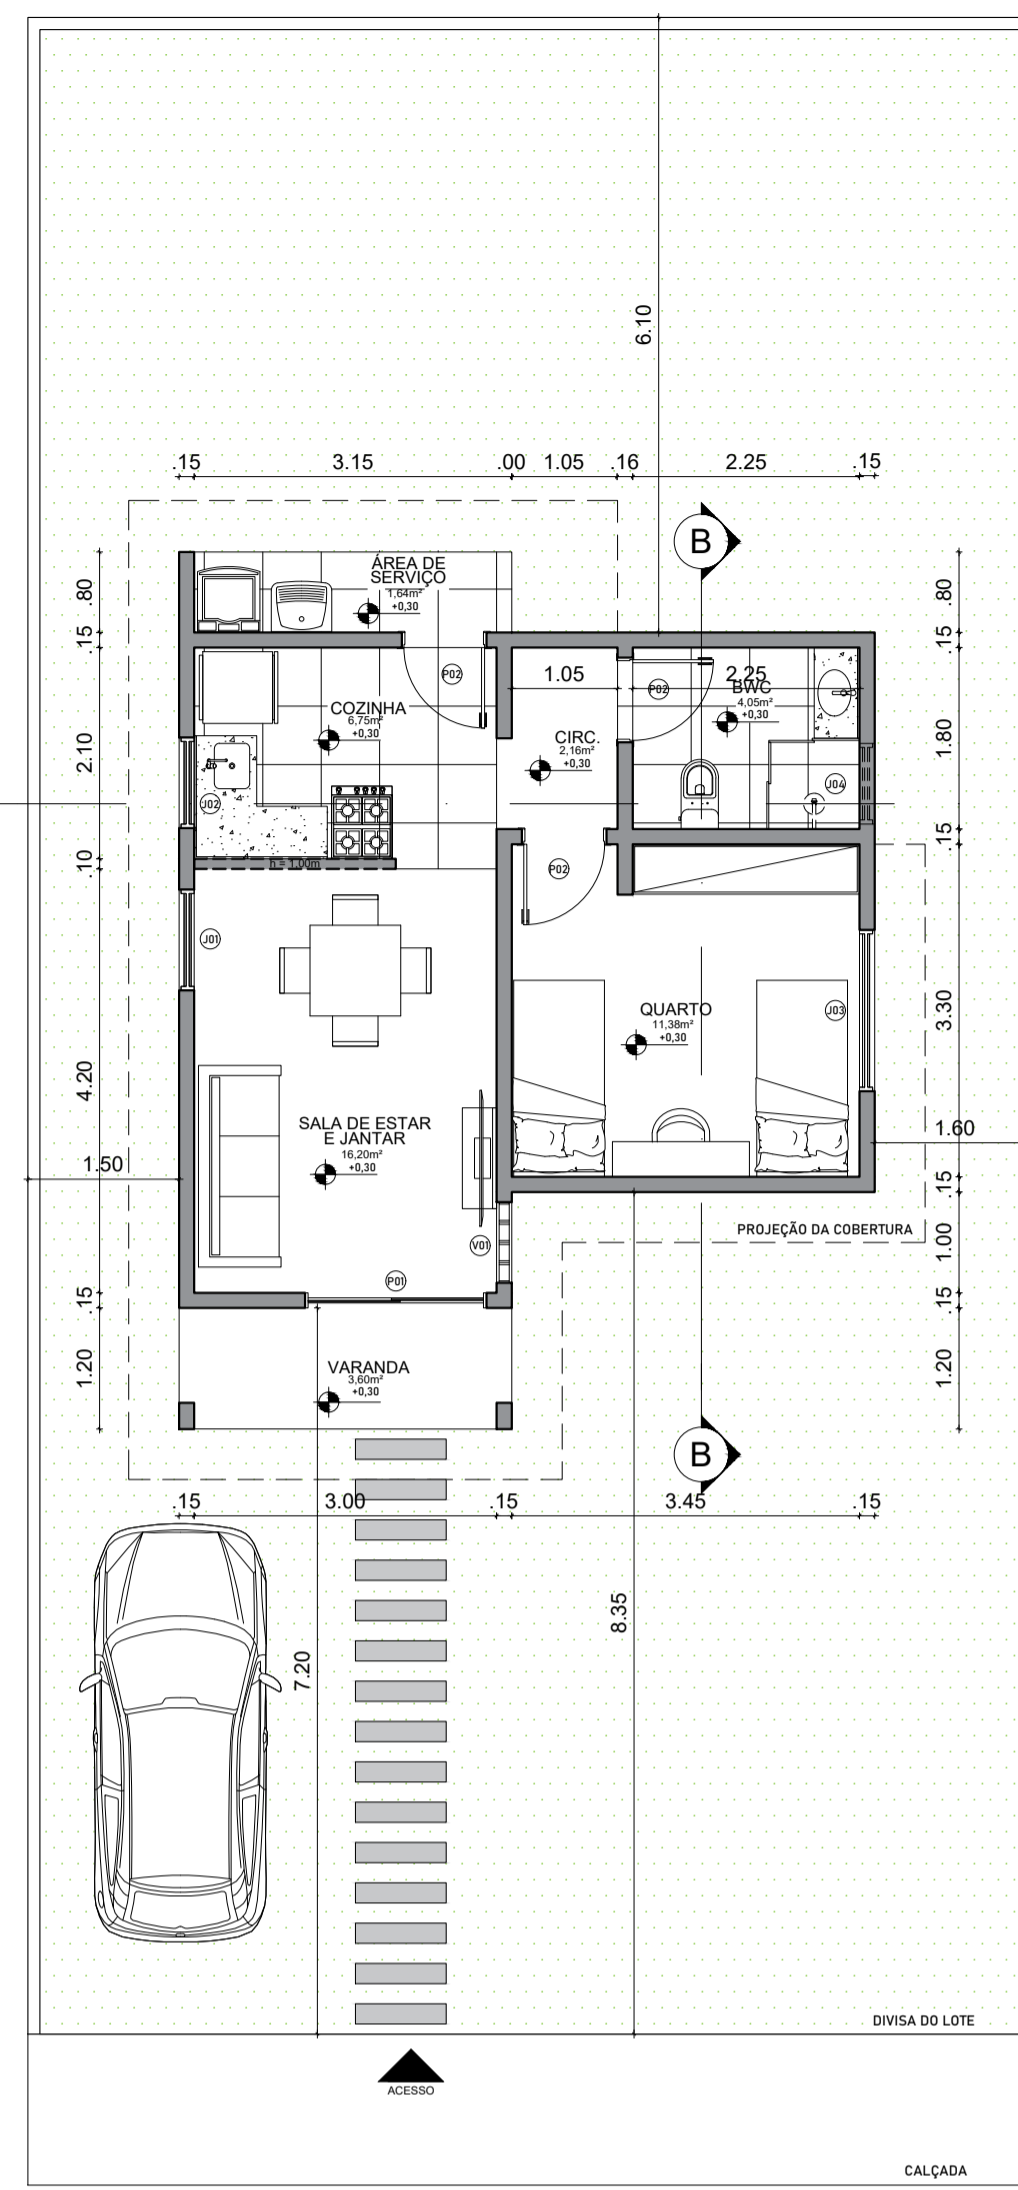 6.10
.15 3.15 .00 1.05 .16 2.25 .15
B
ÁREA DE
SERVIÇO
1,64m²
+0,30
.80
.15
2.10
.10
4.20
1.50
.15
1.20
.80
.15
1.80
.15
3.30
1.60
.15
1.00
.15
1.20
P02
1.05
P02
2.25
BWC
4,05m²
+0,30
COZINHA
6,75m²
+0,30
CIRC.
2,16m²
+0,30
J02
J04
h = 1.00m
P02
J01
QUARTO
11,38m²
+0,30
J03
SALA DE ESTAR
E JANTAR
16,20m²
+0,30
PROJEÇÃO DA COBERTURA
V01
P01
VARANDA
3,60m²
+0,30
B
.15 3.00 .15 3.45 .15
8.35
7.20
DIVISA DO LOTE
ACESSO
CALÇADA